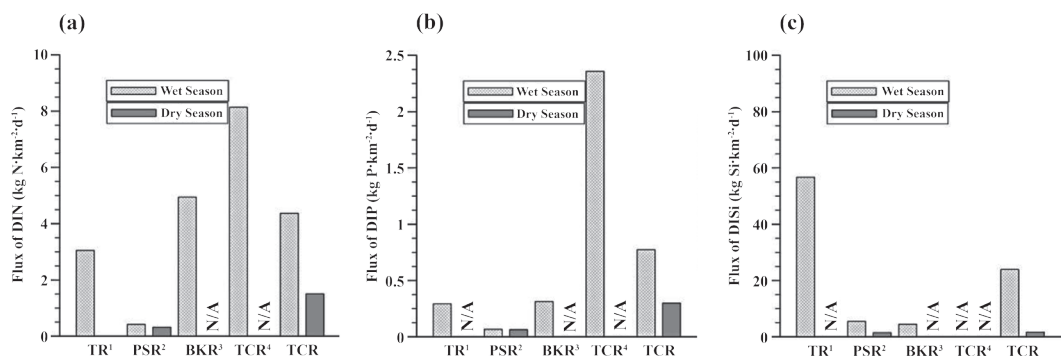 (a)
Flux of DIN (kg N·km⁻²·d⁻¹)
10
8
6
4
2
0
Wet Season
Dry Season
N/A
N/A
TR¹ PSR² BKR³ TCR⁴ TCR
(b)
Flux of DIP (kg P·km⁻²·d⁻¹)
2.5
2
1.5
1
0.5
0
Wet Season
Dry Season
N/A
N/A
N/A
TR¹ PSR² BKR³ TCR⁴ TCR
(c)
Flux of DISi (kg Si·km⁻²·d⁻¹)
100
80
60
40
20
0
Wet Season
Dry Season
N/A
N/A
N/A
N/A
TR¹ PSR² BKR³ TCR⁴ TCR